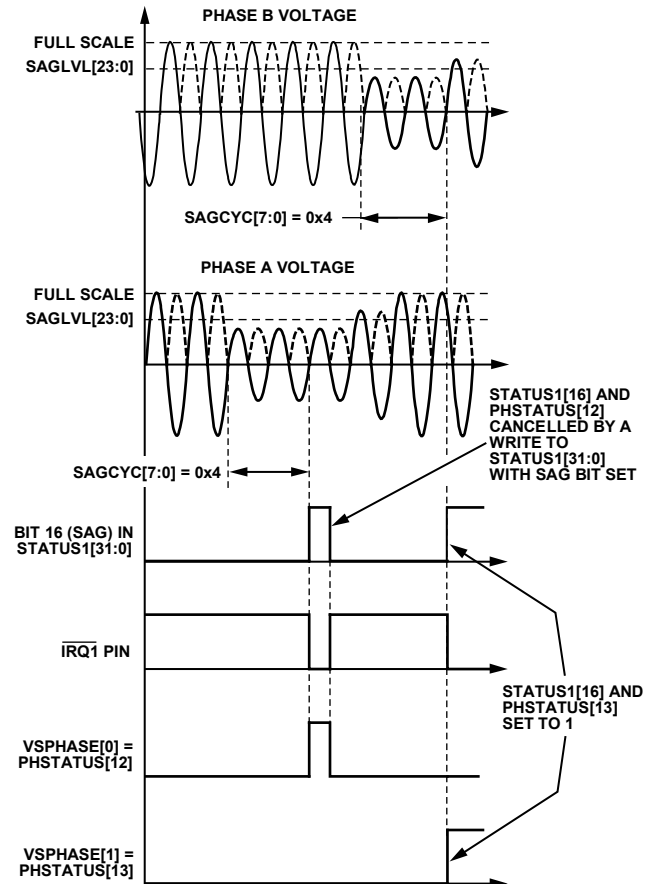 PHASE B VOLTAGE
FULL SCALE
SAGLVL[23:0]
SAGCYC[7:0] = 0x4
PHASE A VOLTAGE
FULL SCALE
SAGLVL[23:0]
STATUS1[16] AND
PHSTATUS[12]
CANCELLED BY A
WRITE TO
STATUS1[31:0]
WITH SAG BIT SET
SAGCYC[7:0] = 0x4
BIT 16 (SAG) IN
STATUS1[31:0]
IRQ1 PIN
STATUS1[16] AND
PHSTATUS[13]
SET TO 1
VSPHASE[0] =
PHSTATUS[12]
VSPHASE[1] =
PHSTATUS[13]